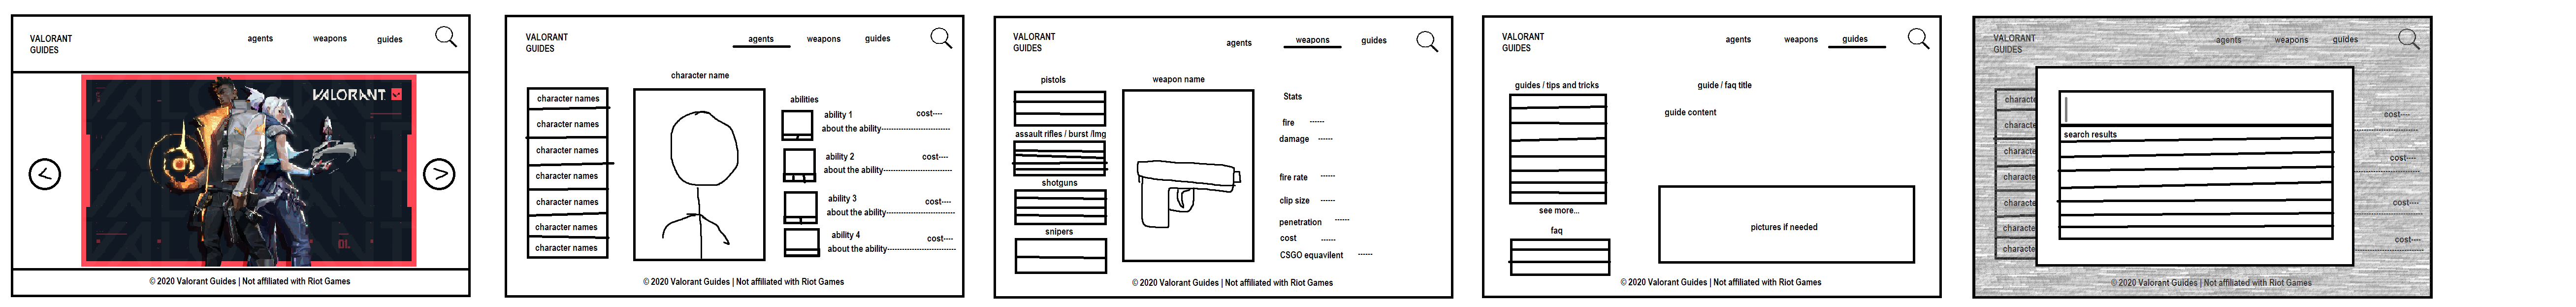 VALORANT
GUIDES
agents
weapons
guides
VALORANT
01.
© 2020 Valorant Guides | Not affiliated with Riot Games
VALORANT
GUIDES
agents
weapons
guides
character name
character names
character names
character names
character names
character names
character names
character names
abilities
ability 1
cost----
about the ability-----------------------
ability 2
cost----
about the ability-----------------------
ability 3
cost----
about the ability-----------------------
ability 4
cost----
about the ability-----------------------
© 2020 Valorant Guides | Not affiliated with Riot Games
VALORANT
GUIDES
agents
weapons
guides
pistols
assault rifles / burst /lmg
shotguns
snipers
weapon name
Stats
fire ------
damage ------
fire rate ------
clip size ------
penetration ------
cost ------
CSGO equavilent ------
© 2020 Valorant Guides | Not affiliated with Riot Games
VALORANT
GUIDES
agents
weapons
guides
guides / tips and tricks
see more...
faq
guide / faq title
guide content
pictures if needed
© 2020 Valorant Guides | Not affiliated with Riot Games
VALORANT
GUIDES
agents
weapons
guides
characte
characte
characte
characte
characte
characte
characte
search results
cost----
cost----
cost----
cost----
© 2020 Valorant Guides | Not affiliated with Riot Games